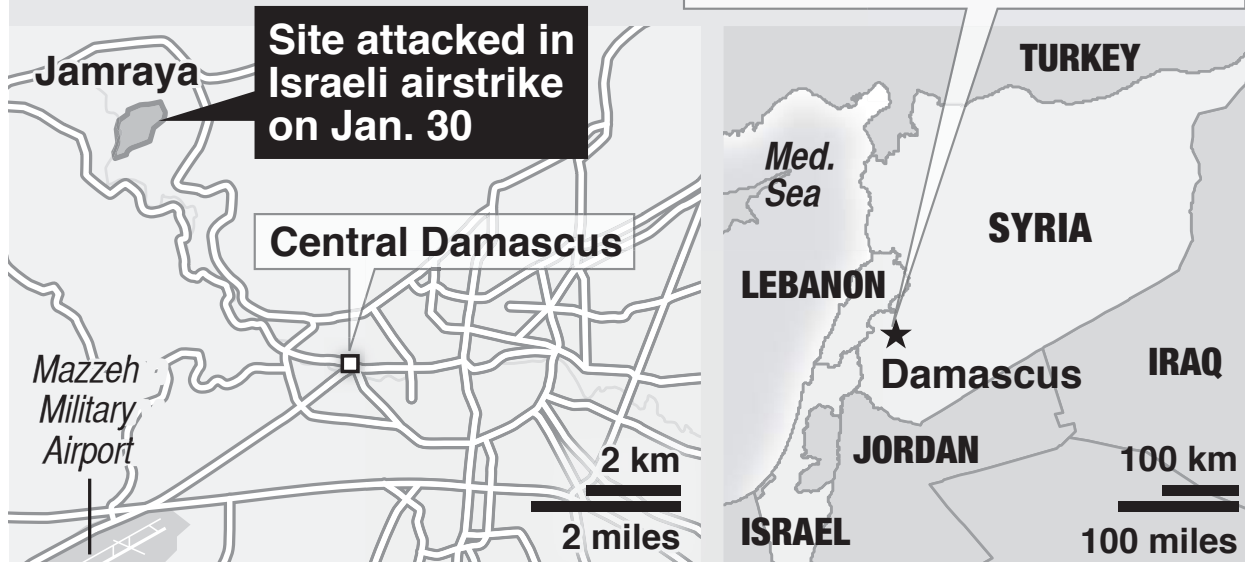 Jamraya
Site attacked in
Israeli airstrike
on Jan. 30
Central Damascus
Mazzeh
Military
Airport
2 km
2 miles
TURKEY
Med.
Sea
SYRIA
LEBANON
Damascus
IRAQ
JORDAN
100 km
ISRAEL
100 miles